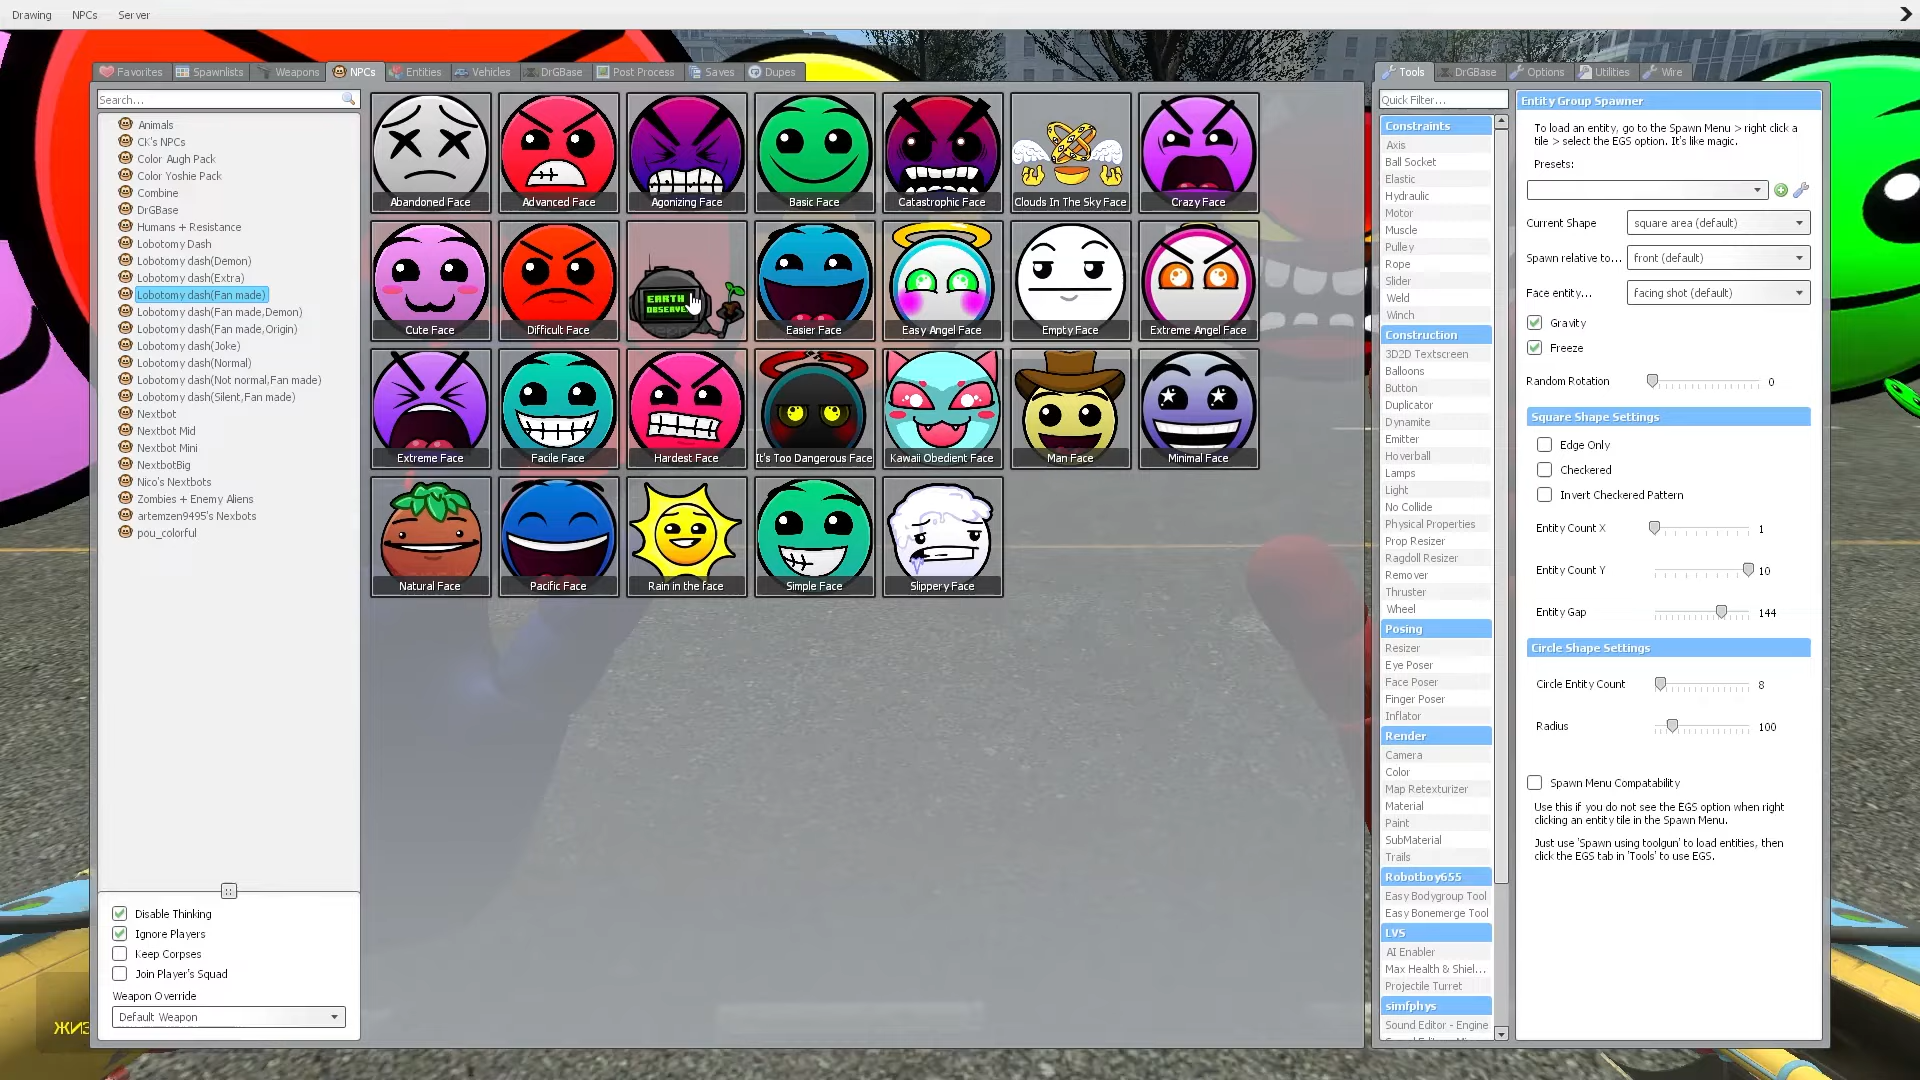 Drawing NPCs Server
Favorites Spawnlists Weapons NPCs Entities Vehicles DrGBase Post Process Saves Dupes
Search...
Animals
CK's NPCs
Color Augh Pack
Color Yoshie Pack
Combine
DrGBase
Humans + Resistance
Lobotomy Dash
Lobotomy dash(Demon)
Lobotomy dash(Extra)
Lobotomy dash(Fan made)
Lobotomy dash(Fan made,Demon)
Lobotomy dash(Fan made,Origin)
Lobotomy dash(Joke)
Lobotomy dash(Normal)
Lobotomy dash(Not normal,Fan made)
Lobotomy dash(Silent,Fan made)
Nextbot
Nextbot Mid
Nextbot Mini
NextbotBig
Nico's Nextbots
Zombies + Enemy Aliens
artemzen9495's Nexbots
pou_colorful
Disable Thinking
Ignore Players
Keep Corpses
Join Player's Squad
Weapon Override
Default Weapon
ЖИЗ
Abandoned Face Advanced Face Agonizing Face Basic Face Catastrophic Face Clouds In The Sky Face Crazy Face
EARTH
OBSERVE
Cute Face Difficult Face Easier Face Easy Angel Face Empty Face Extreme Angel Face
Extreme Face Facile Face Hardest Face It's Too Dangerous Face Kawaii Obedient Face Man Face Minimal Face
Natural Face Pacific Face Rain in the face Simple Face Slippery Face
Tools DrGBase Options Utilities Wire
Quick Filter...
Constraints
Axis
Ball Socket
Elastic
Hydraulic
Motor
Muscle
Pulley
Rope
Slider
Weld
Winch
Construction
3D2D Textscreen
Balloons
Button
Duplicator
Dynamite
Emitter
Hoverball
Lamps
Light
No Collide
Physical Properties
Prop Resizer
Ragdoll Resizer
Remover
Thruster
Wheel
Posing
Resizer
Eye Poser
Face Poser
Finger Poser
Inflator
Render
Camera
Color
Map Retexturizer
Material
Paint
SubMaterial
Trails
Robotboy655
Easy Bodygroup Tool
Easy Bonemerge Tool
LVS
AI Enabler
Max Health & Shiel...
Projectile Turret
simfphys
Sound Editor - Engine
Entity Group Spawner
To load an entity, go to the Spawn Menu > right click a
tile > select the EGS option. It's like magic.
Presets:
Current Shape square area (default)
Spawn relative to... front (default)
Face entity... facing shot (default)
Gravity
Freeze
Random Rotation 0
Square Shape Settings
Edge Only
Checkered
Invert Checkered Pattern
Entity Count X 1
Entity Count Y 10
Entity Gap 144
Circle Shape Settings
Circle Entity Count 8
Radius 100
Spawn Menu Compatability
Use this if you do not see the EGS option when right
clicking an entity tile in the Spawn Menu.
Just use 'Spawn using toolgun' to load entities, then
click the EGS tab in 'Tools' to use EGS.